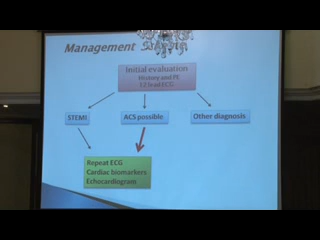 Management
Initial evaluation
History and PE
12 lead ECG
STEMI
ACS possible
Other diagnosis
Repeat ECG
Cardiac biomarkers
Echocardiogram